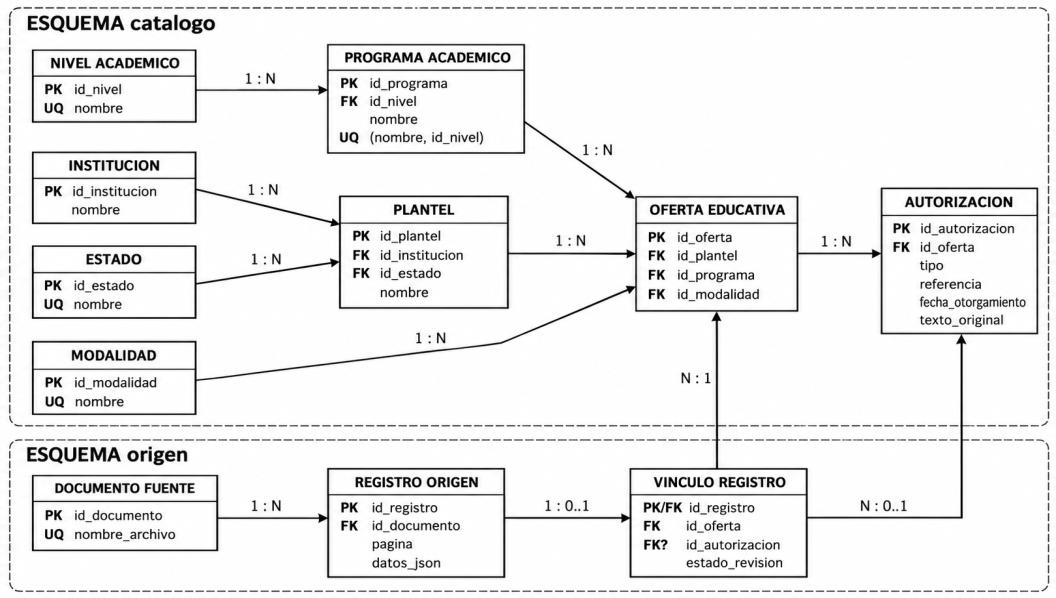 ESQUEMA catalogo
NIVEL ACADEMICO
PK id_nivel
UQ nombre
1 : N
PROGRAMA ACADEMICO
PK id_programa
FK id_nivel
nombre
UQ (nombre, id_nivel)
1 : N
INSTITUCION
PK id_institucion
nombre
1 : N
ESTADO
PK id_estado
UQ nombre
1 : N
PLANTEL
PK id_plantel
FK id_institucion
FK id_estado
nombre
1 : N
MODALIDAD
PK id_modalidad
UQ nombre
1 : N
OFERTA EDUCATIVA
PK id_oferta
FK id_plantel
FK id_programa
FK id_modalidad
1 : N
AUTORIZACION
PK id_autorizacion
FK id_oferta
tipo
referencia
fecha_otorgamiento
texto_original
N : 1
ESQUEMA origen
DOCUMENTO FUENTE
PK id_documento
UQ nombre_archivo
1 : N
REGISTRO ORIGEN
PK id_registro
FK id_documento
pagina
datos_json
1 : 0..1
VINCULO REGISTRO
PK/FK id_registro
FK id_oferta
FK? id_autorizacion
estado_revision
N : 0..1